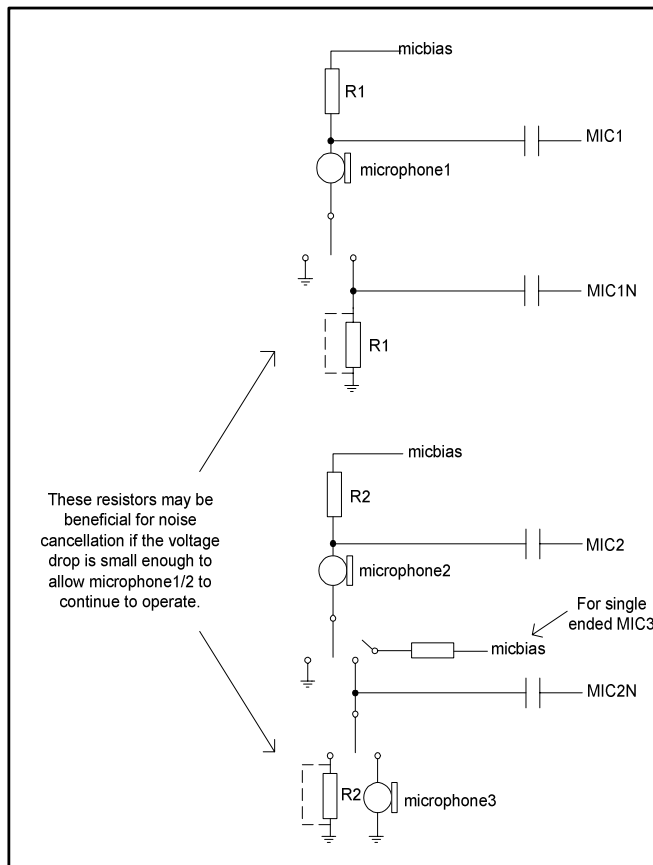 micbias
R1
MIC1
microphone1
MIC1N
R1
micbias
These resistors may be
beneficial for noise
cancellation if the voltage
drop is small enough to
allow microphone1/2 to
continue to operate.
R2
MIC2
microphone2
For single
ended MIC3
micbias
MIC2N
R2
microphone3